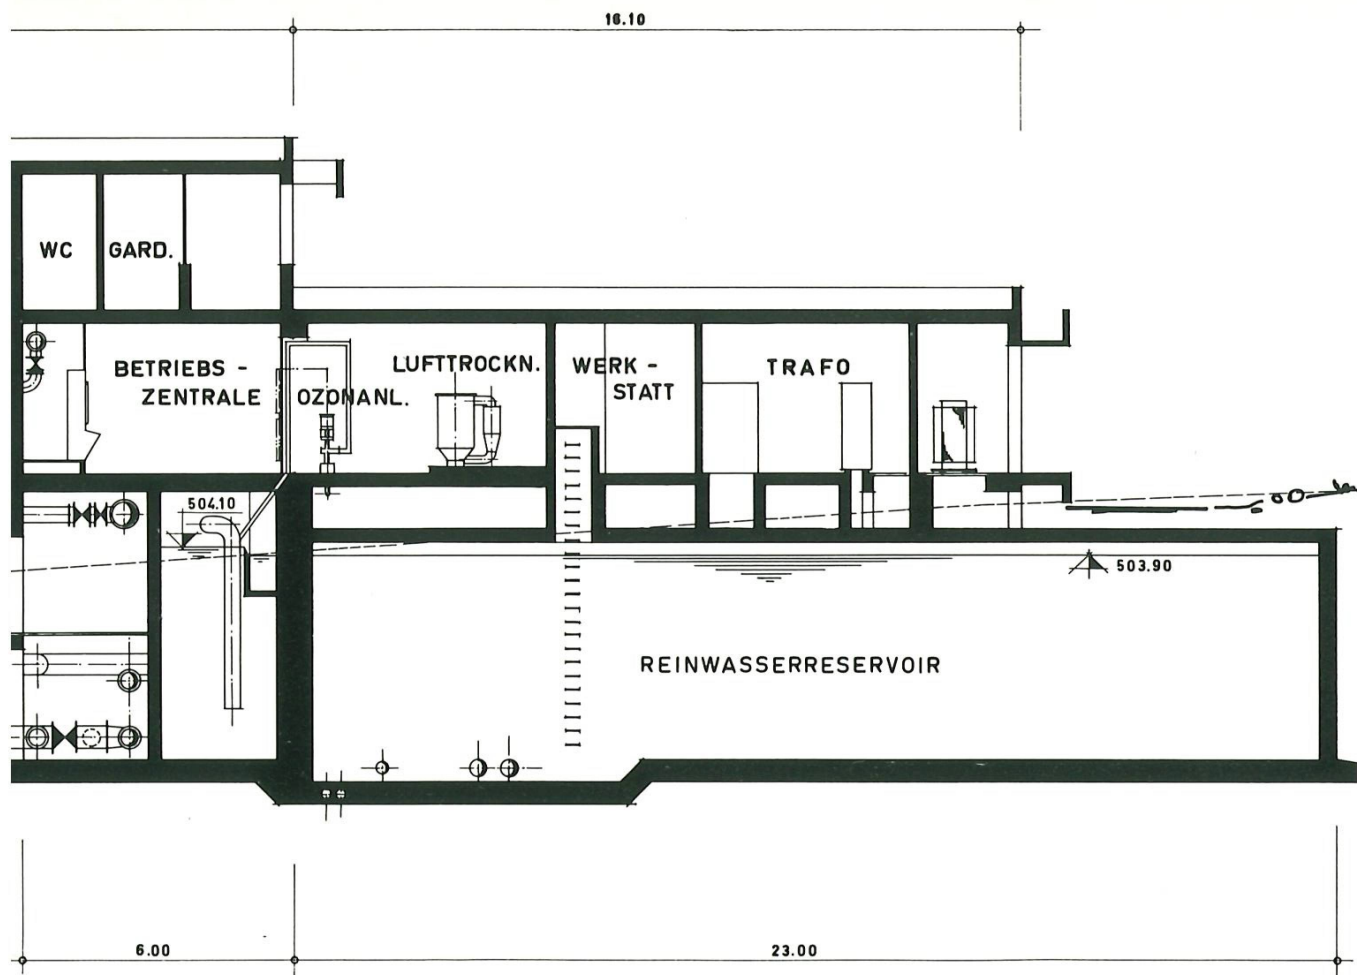 16.10
WC
GARD.
BETRIEBS -
ZENTRALE
OZONANL.
LUFTTROCKN.
WERK -
STATT
TRAFO
504.10
503.90
REINWASSERRESERVOIR
6.00
23.00